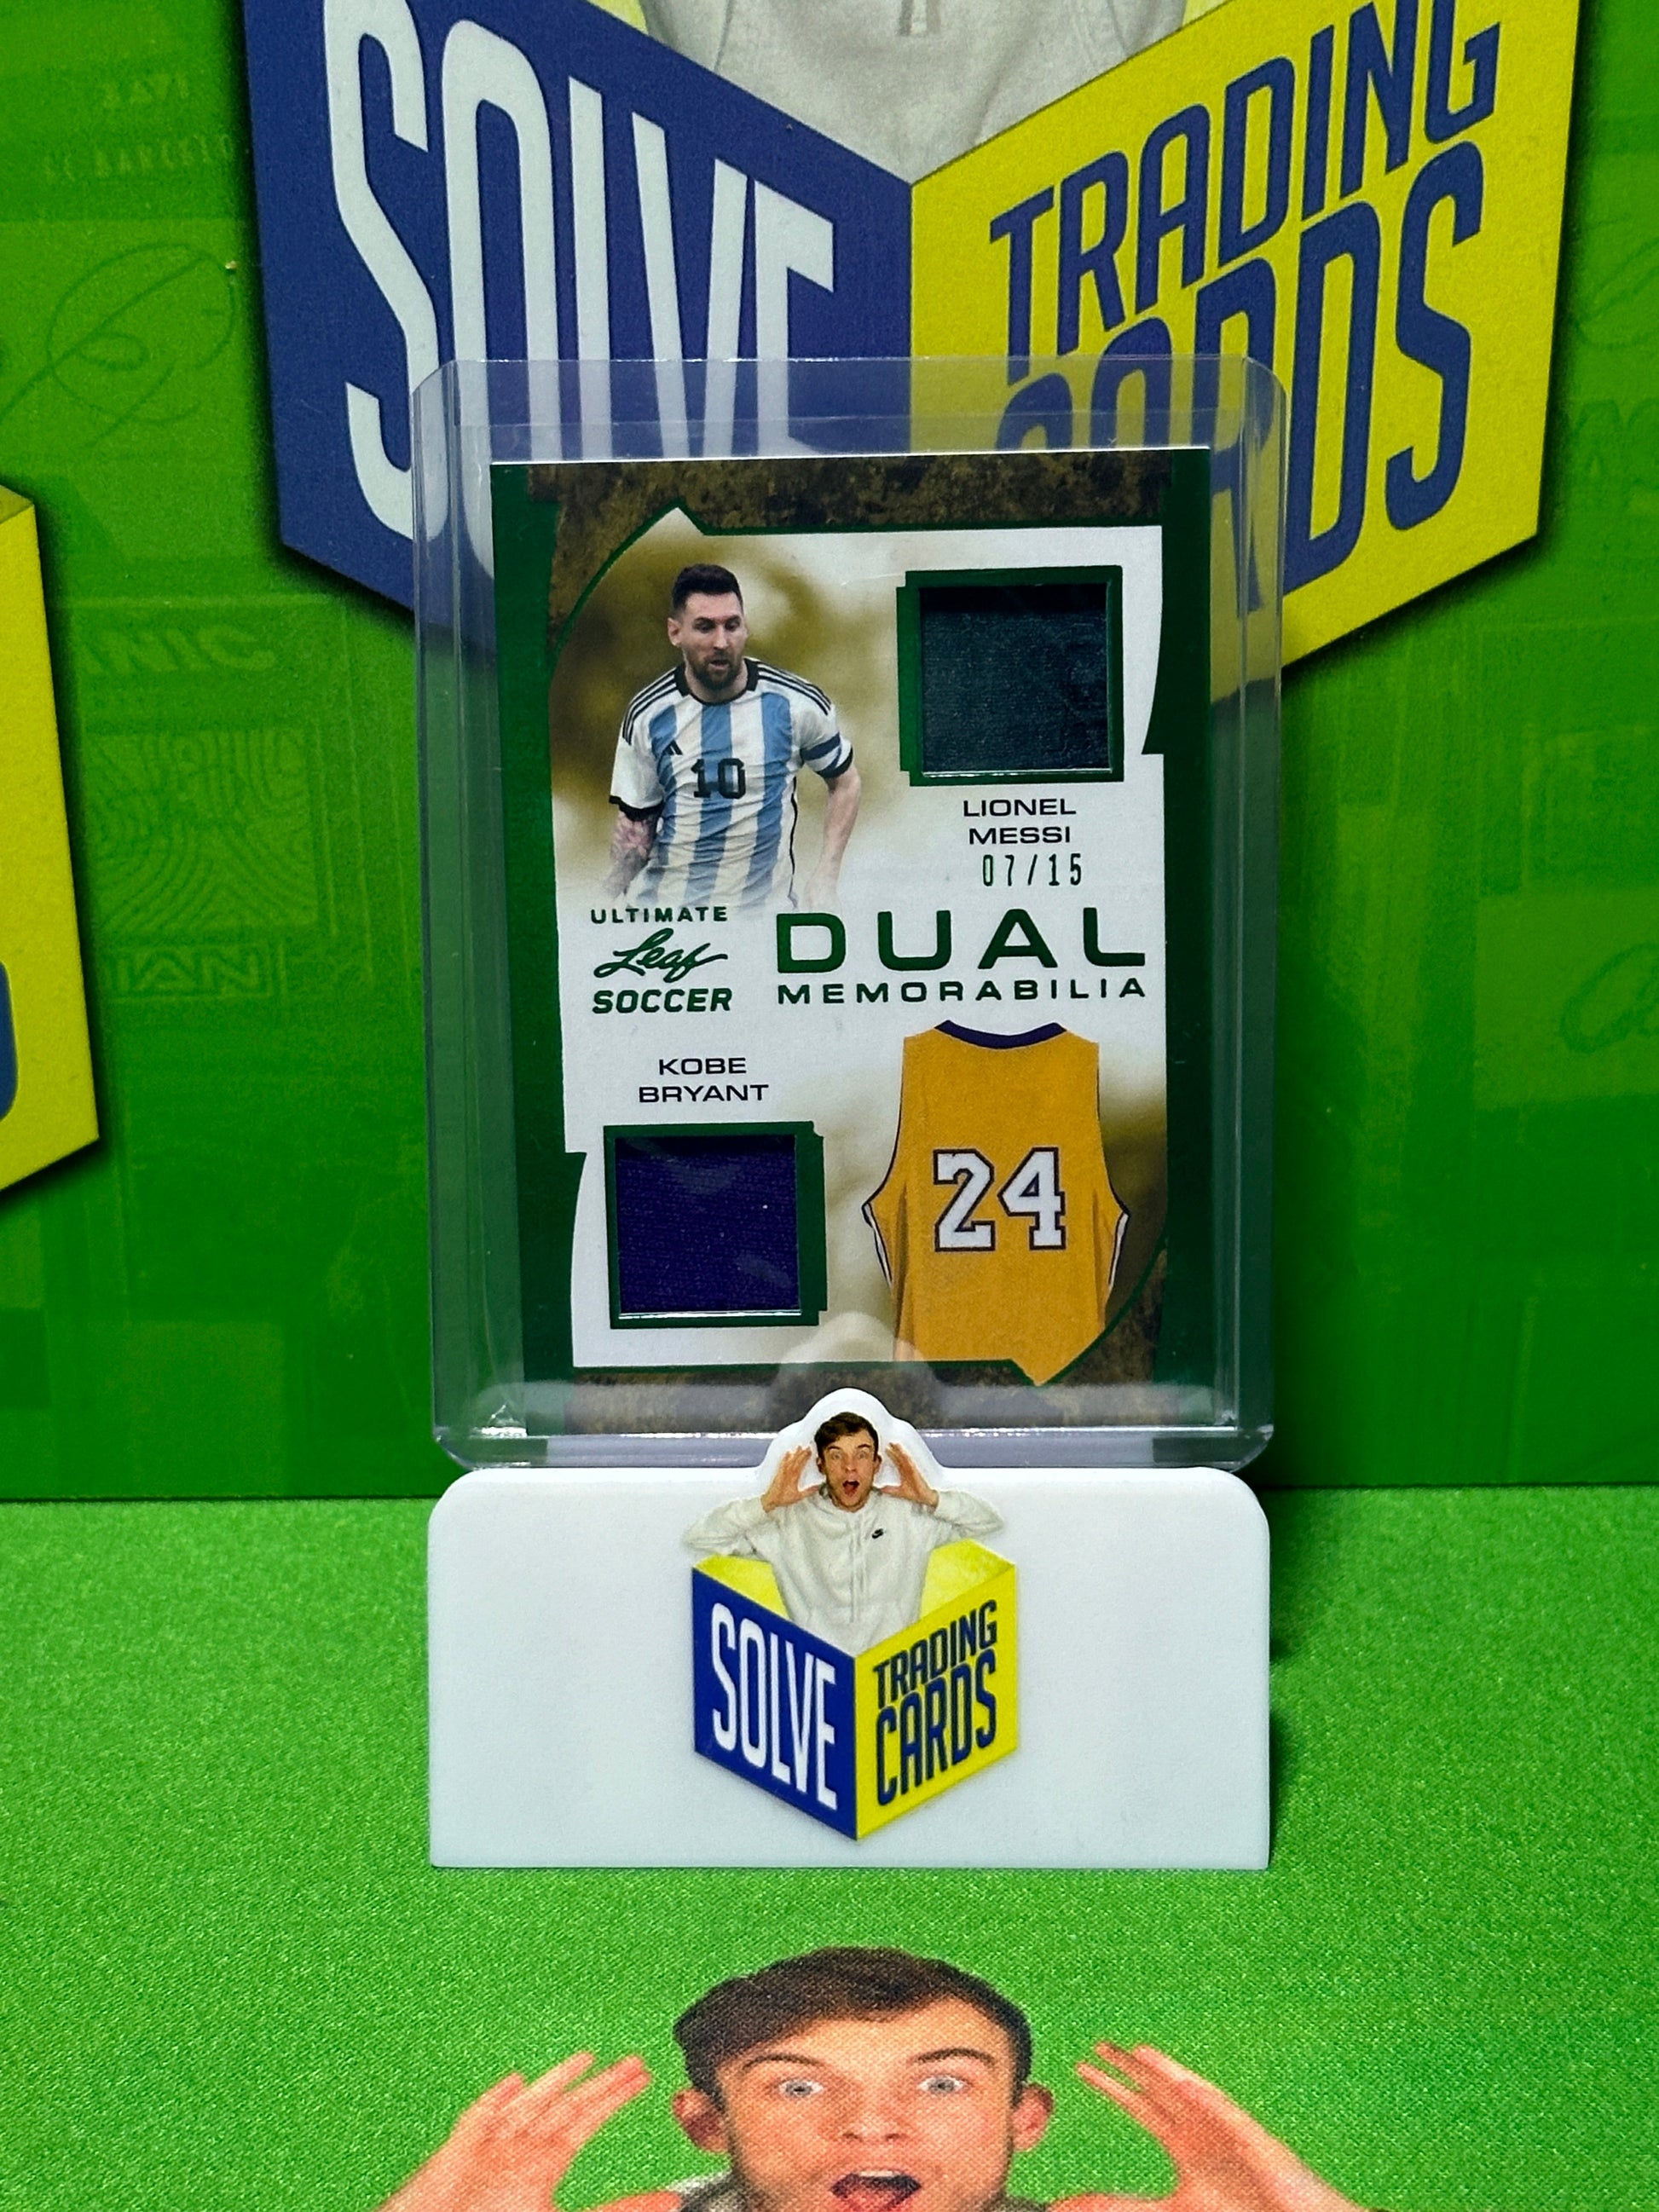 SOLVE
TRADING
CARDS
10
LIONEL
MESSI
07/15
ULTIMATE
Leaf
SOCCER
DUAL
MEMORABILIA
KOBE
BRYANT
24
SOLVE
TRADING
CARDS